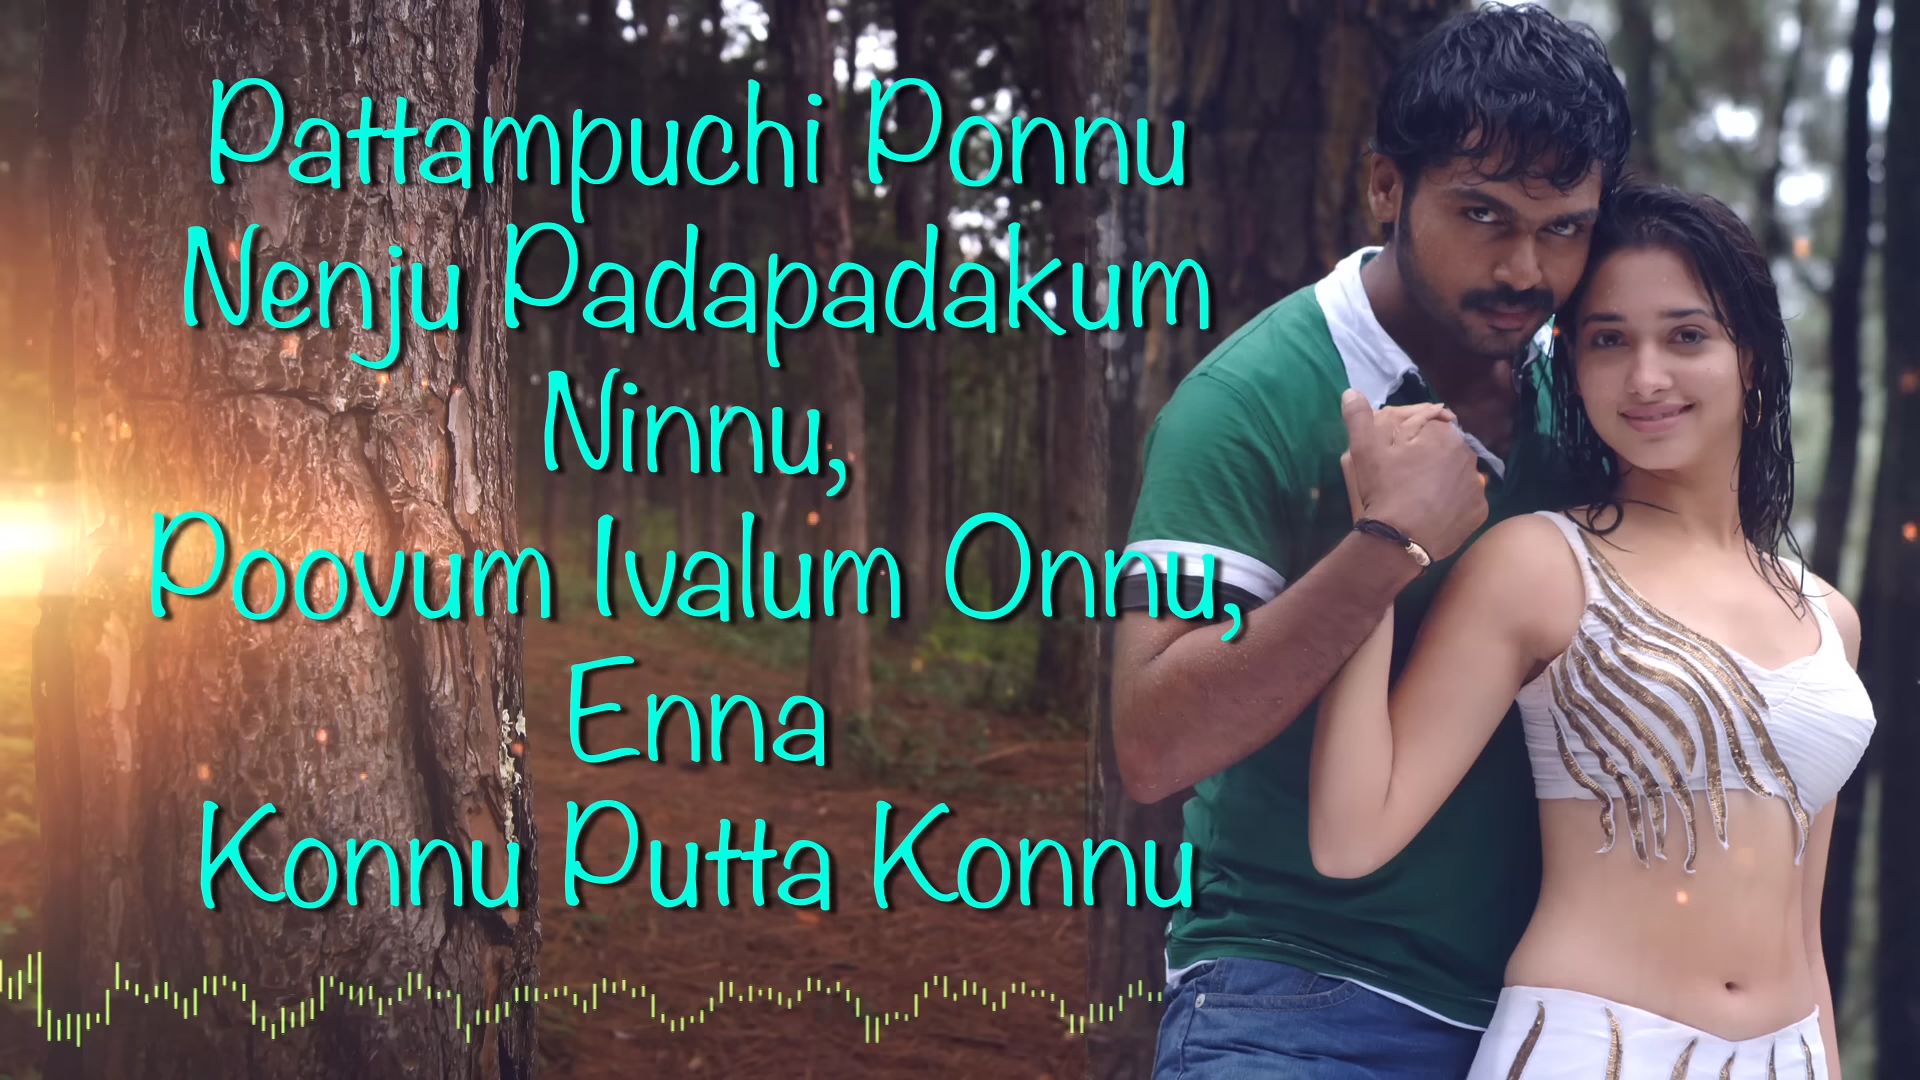 Pattampuchi Ponnu
Nenju Padapadakum
Ninnu,
Poovum Ivalum Onnu,
Enna
Konnu Putta Konnu